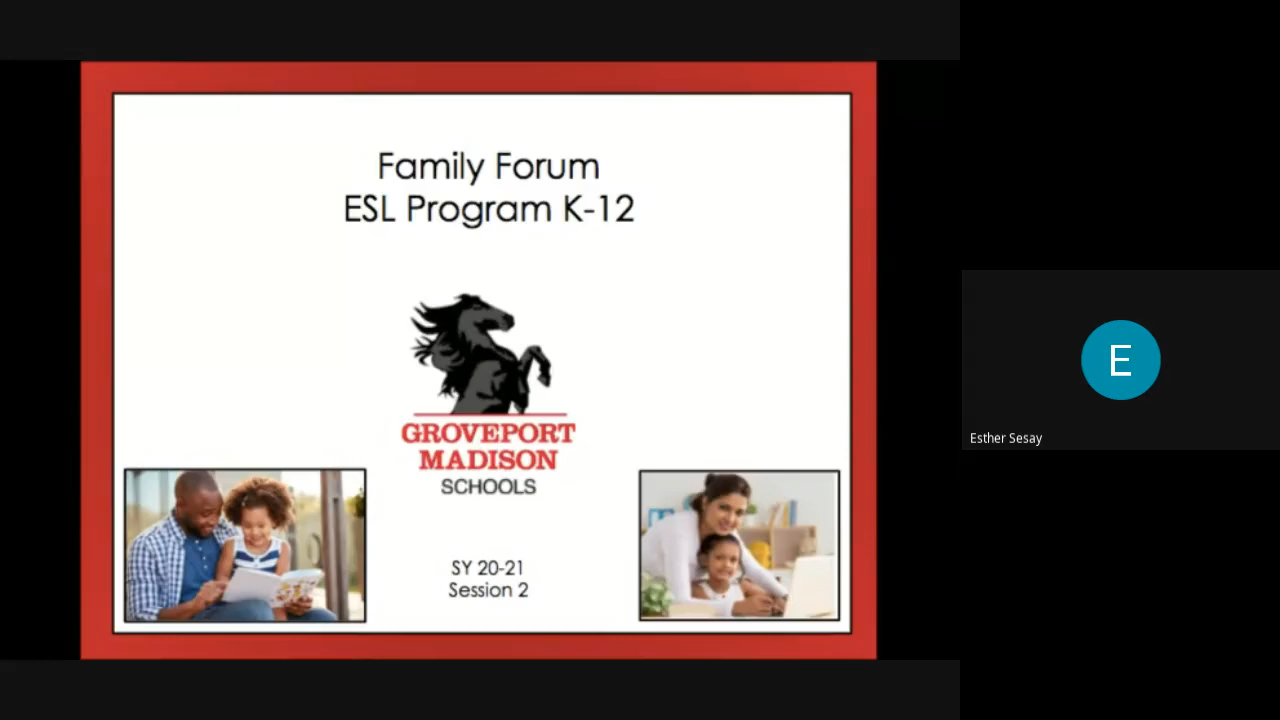 Family Forum
ESL Program K-12
GROVEPORT
MADISON
SCHOOLS
SY 20-21
Session 2
E
Esther Sesay